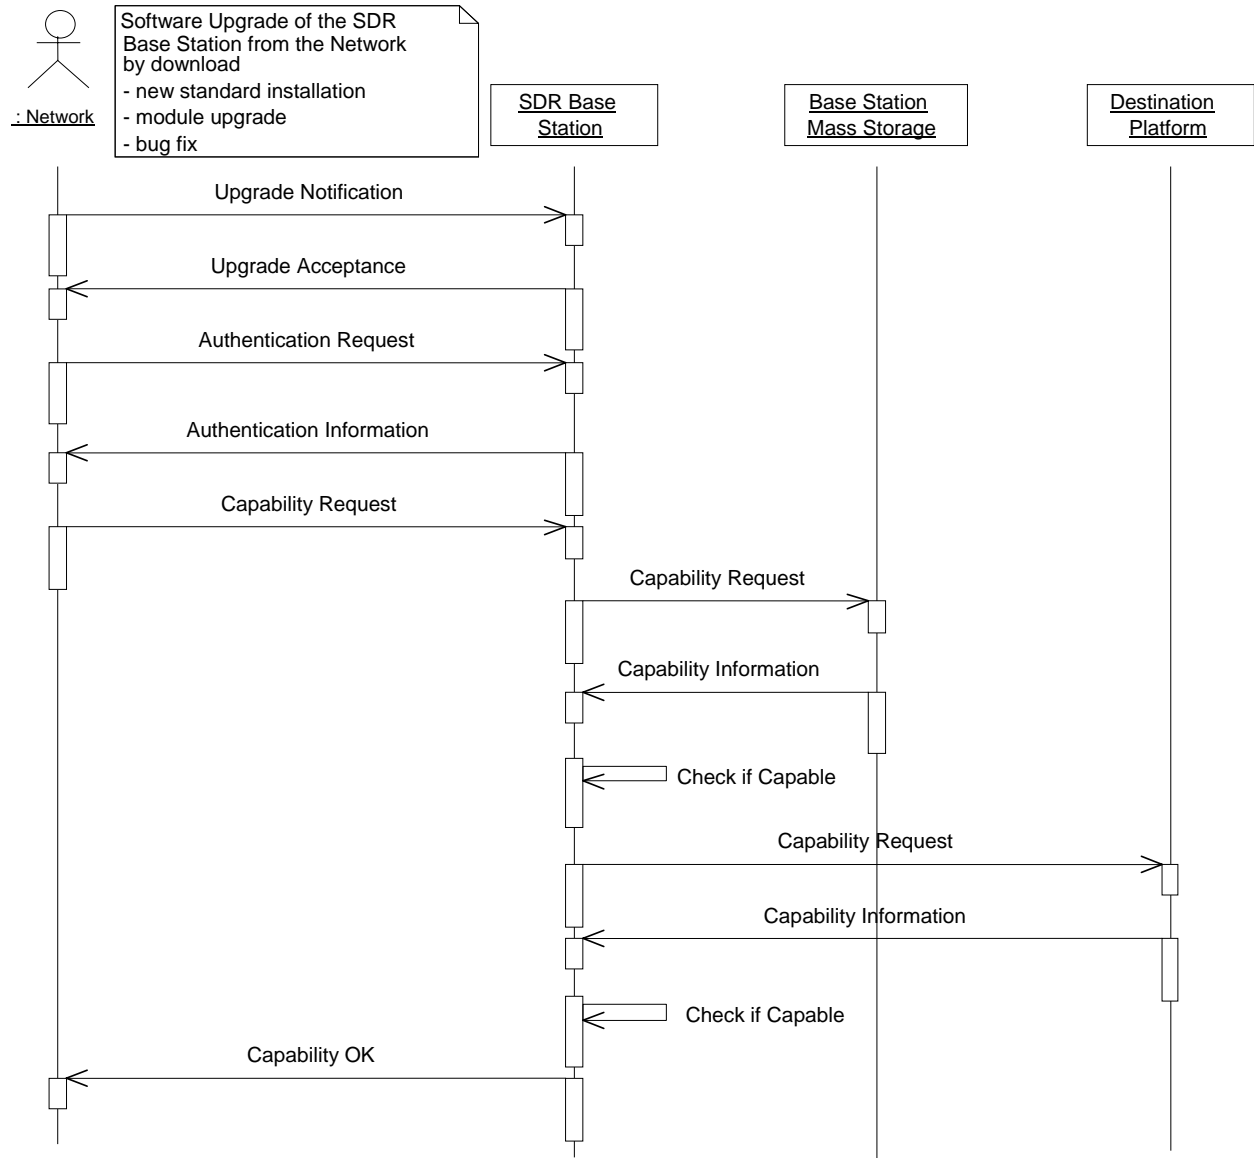 Software Upgrade of the SDR
Base Station from the Network
by download
- new standard installation
- module upgrade
- bug fix
: Network
SDR Base
Station
Base Station
Mass Storage
Destination
Platform
Upgrade Notification
Upgrade Acceptance
Authentication Request
Authentication Information
Capability Request
Capability Request
Capability Information
Check if Capable
Capability Request
Capability Information
Check if Capable
Capability OK